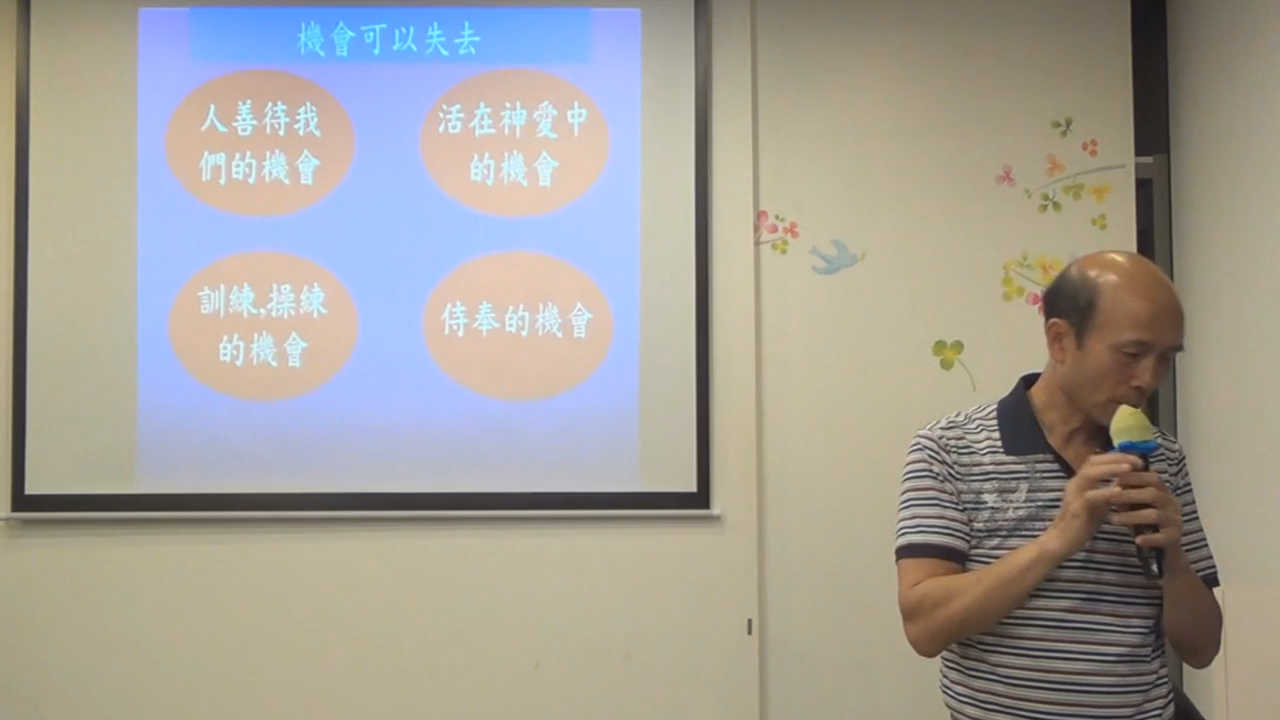 機會可以失去
人善待我
們的機會
活在神愛中
的機會
訓練,操練
的機會
侍奉的機會